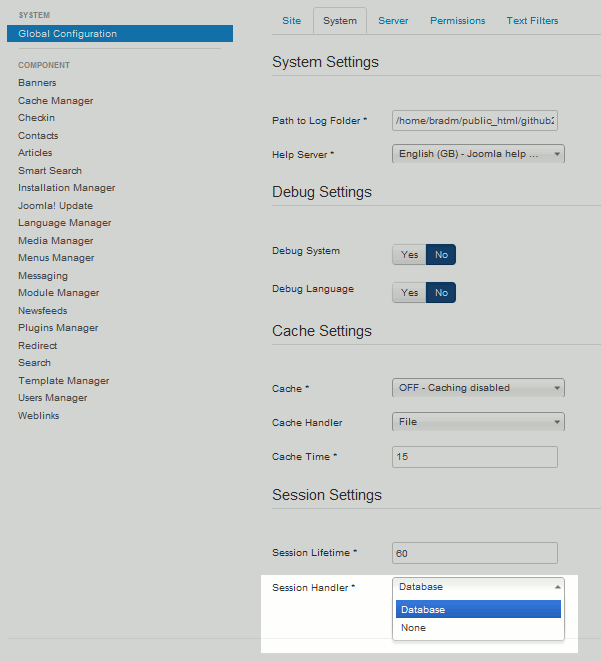 SYSTEM
Global Configuration
COMPONENT
Banners
Cache Manager
Checkin
Contacts
Articles
Smart Search
Installation Manager
Joomla! Update
Language Manager
Media Manager
Menus Manager
Messaging
Module Manager
Newsfeeds
Plugins Manager
Redirect
Search
Template Manager
Users Manager
Weblinks
Site System Server Permissions Text Filters
System Settings
Path to Log Folder * /home/bradm/public_html/github2
Help Server * English (GB) - Joomla help ...
Debug Settings
Debug System Yes No
Debug Language Yes No
Cache Settings
Cache * OFF - Caching disabled
Cache Handler File
Cache Time * 15
Session Settings
Session Lifetime * 60
Session Handler * Database
Database
None